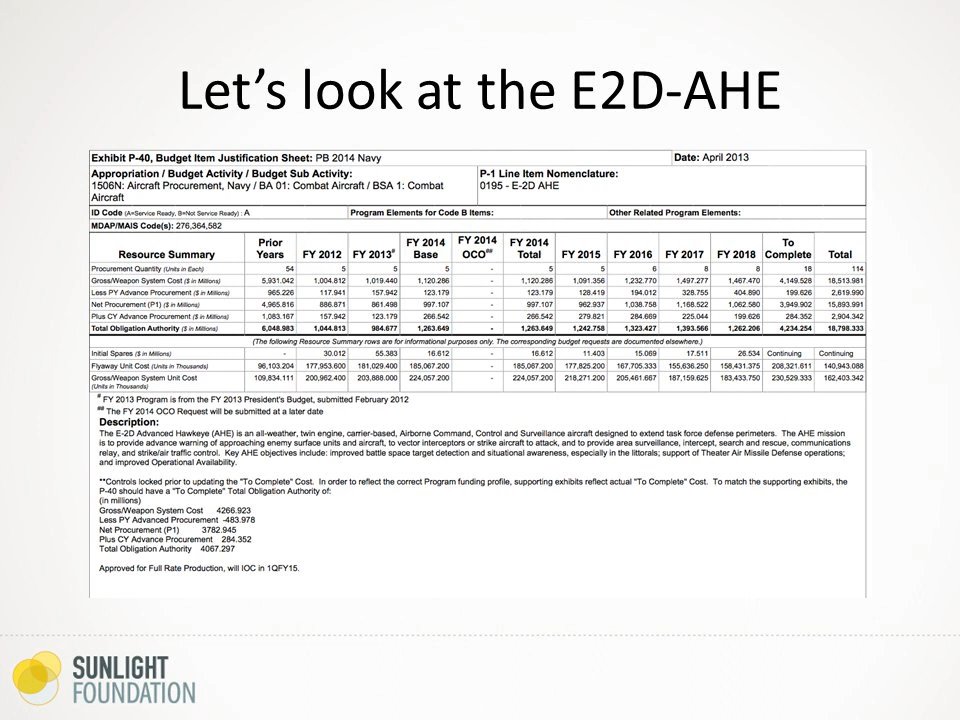 Let's look at the E2D-AHE
Exhibit P-40, Budget Item Justification Sheet: PB 2014 Navy Date: April 2013
Appropriation / Budget Activity / Budget Sub Activity: P-1 Line Item Nomenclature:
1506N: Aircraft Procurement, Navy / BA 01: Combat Aircraft / BSA 1: Combat 0195 - E-2D AHE
Aircraft
ID Code (A=Service Ready, B=Not Service Ready) : A Program Elements for Code B Items: Other Related Program Elements:
MDAP/MAIS Code(s): 276,364,582
Resource Summary Prior Years FY 2012 FY 2013# FY 2014 Base FY 2014 OCO## FY 2014 Total FY 2015 FY 2016 FY 2017 FY 2018 To Complete Total
Procurement Quantity (Units in Each) 54 5 5 5 - 5 5 6 8 8 18 114
Gross/Weapon System Cost ($ in Millions) 5,931.042 1,004.812 1,019.440 1,120.286 - 1,120.286 1,091.356 1,232.770 1,497.277 1,467.470 4,149.528 18,513.981
Less PY Advance Procurement ($ in Millions) 965.226 117.941 157.942 123.179 - 123.179 128.419 194.012 328.755 404.890 199.626 2,619.990
Net Procurement (P1) ($ in Millions) 4,965.816 886.871 861.498 997.107 - 997.107 962.937 1,038.758 1,168.522 1,062.580 3,949.902 15,893.991
Plus CY Advance Procurement ($ in Millions) 1,083.167 157.942 123.179 266.542 - 266.542 279.821 284.669 225.044 199.626 284.352 2,904.342
Total Obligation Authority ($ in Millions) 6,048.983 1,044.813 984.677 1,263.649 - 1,263.649 1,242.758 1,323.427 1,393.566 1,262.206 4,234.254 18,798.333
(The following Resource Summary rows are for informational purposes only. The corresponding budget requests are documented elsewhere.)
Initial Spares ($ in Millions) - 30.012 55.383 16.612 - 16.612 11.403 15.069 17.511 26.534 Continuing Continuing
Flyaway Unit Cost (Units in Thousands) 96,103.204 177,953.600 181,029.400 185,067.200 - 185,067.200 177,825.200 167,705.333 155,636.250 158,431.375 208,321.611 140,943.088
Gross/Weapon System Unit Cost 109,834.111 200,962.400 203,888.000 224,057.200 - 224,057.200 218,271.200 205,461.667 187,159.625 183,433.750 230,529.333 162,403.342
(Units in Thousands)
# FY 2013 Program is from the FY 2013 President's Budget, submitted February 2012
## The FY 2014 OCO Request will be submitted at a later date
Description:
The E-2D Advanced Hawkeye (AHE) is an all-weather, twin engine, carrier-based, Airborne Command, Control and Surveillance aircraft designed to extend task force defense perimeters. The AHE mission
is to provide advance warning of approaching enemy surface units and aircraft, to vector interceptors or strike aircraft to attack, and to provide area surveillance, intercept, search and rescue, communications
relay, and strike/air traffic control. Key AHE objectives include: improved battle space target detection and situational awareness, especially in the littorals; support of Theater Air Missile Defense operations;
and improved Operational Availability.
**Controls locked prior to updating the "To Complete" Cost. In order to reflect the correct Program funding profile, supporting exhibits reflect actual "To Complete" Cost. To match the supporting exhibits, the
P-40 should have a "To Complete" Total Obligation Authority of:
(in millions)
Gross/Weapon System Cost 4266.923
Less PY Advanced Procurement -483.978
Net Procurement (P1) 3782.945
Plus CY Advance Procurement 284.352
Total Obligation Authority 4067.297
Approved for Full Rate Production, will IOC in 1QFY15.
SUNLIGHT
FOUNDATION